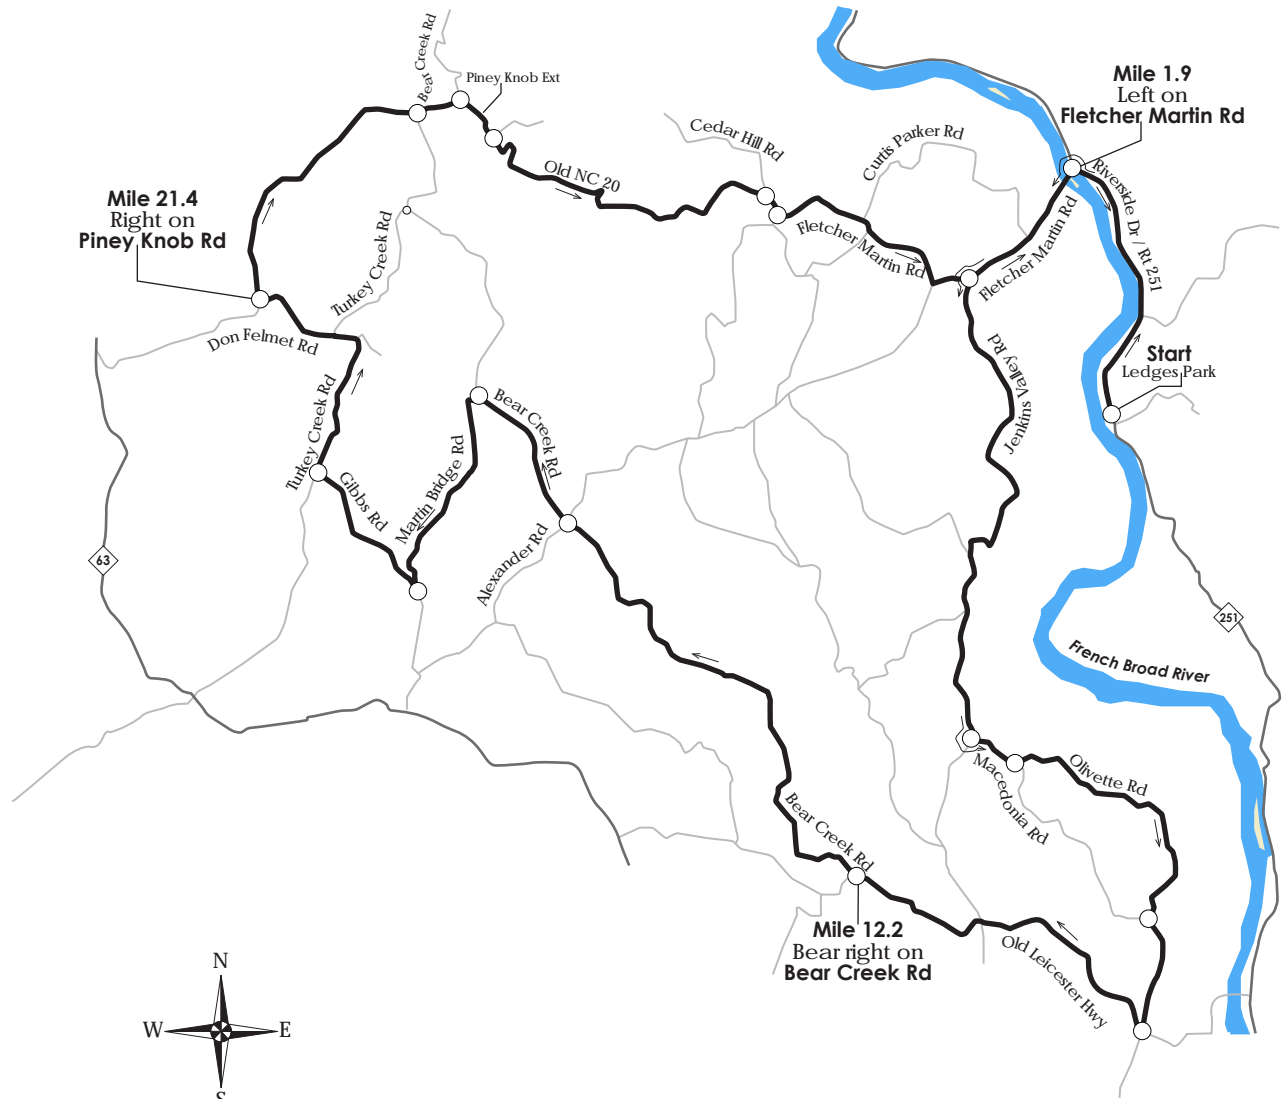 Bear Creek Rd
Piney Knob Ext
Mile 1.9
Left on
Fletcher Martin Rd
Cedar Hill Rd
Curtis Parker Rd
Old NC 20
Riverside Dr / Rt 251
Mile 21.4
Right on
Piney Knob Rd
Turkey Creek Rd
Fletcher Martin Rd
Fletcher Martin Rd
Don Felmet Rd
Start
Ledges Park
Jenkins Valley Rd
Turkey Creek Rd
Gibbs Rd
Martin Bridge Rd
Bear Creek Rd
Alexander Rd
63
251
French Broad River
Macedonia Rd
Olivette Rd
Bear Creek Rd
Mile 12.2
Bear right on
Bear Creek Rd
Old Leicester Hwy
N
W
E
S